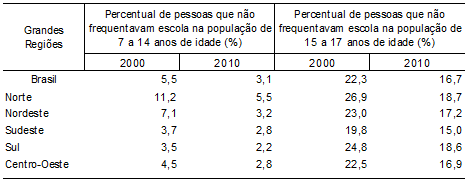 Grandes
Regiões
Percentual de pessoas que não
frequentavam escola na população de
7 a 14 anos de idade (%)
Percentual de pessoas que não
frequentavam escola na população de
15 a 17 anos de idade (%)
2000 2010 2000 2010
Brasil 5,5 3,1 22,3 16,7
Norte 11,2 5,5 26,9 18,7
Nordeste 7,1 3,2 23,0 17,2
Sudeste 3,7 2,8 19,8 15,0
Sul 3,5 2,2 24,8 18,6
Centro-Oeste 4,5 2,8 22,5 16,9